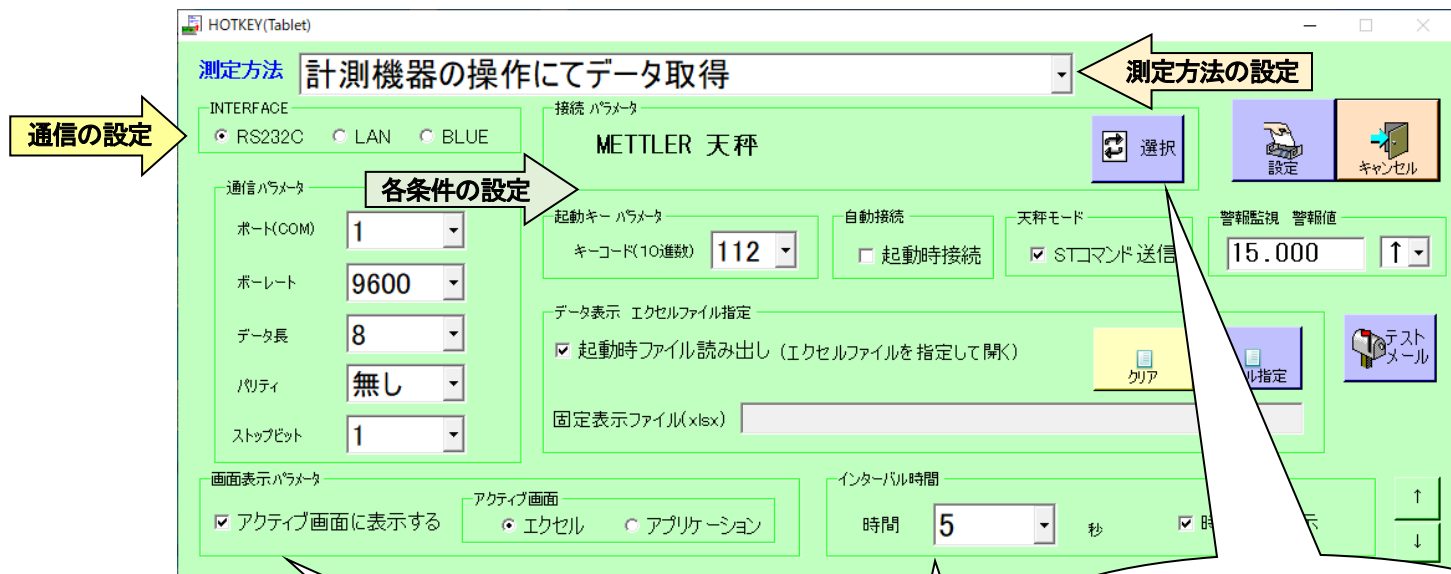 HOTKEY(Tablet)
測定方法 計測機器の操作にてデータ取得
測定方法の設定
通信の設定
INTERFACE
RS232C LAN BLUE
接続 パラメータ
METTLER 天秤
選択
設定
キャンセル
各条件の設定
通信パラメータ
ポート(COM) 1
ボーレート 9600
データ長 8
パリティ 無し
ストップビット 1
起動キー パラメータ
キーコード(10進数) 112
自動接続
起動時接続
天秤モード
STコマンド送信
警報監視 警報値
15.000 ↑
データ表示 エクセルファイル指定
起動時ファイル読み出し (エクセルファイルを指定して開く)
クリア
ル指定
固定表示ファイル(xlsx)
テスト
メール
画面表示パラメータ
アクティブ画面に表示する
アクティブ画面
エクセル アプリケーション
インターバル時間
時間 5 秒
時
示
↑
↓